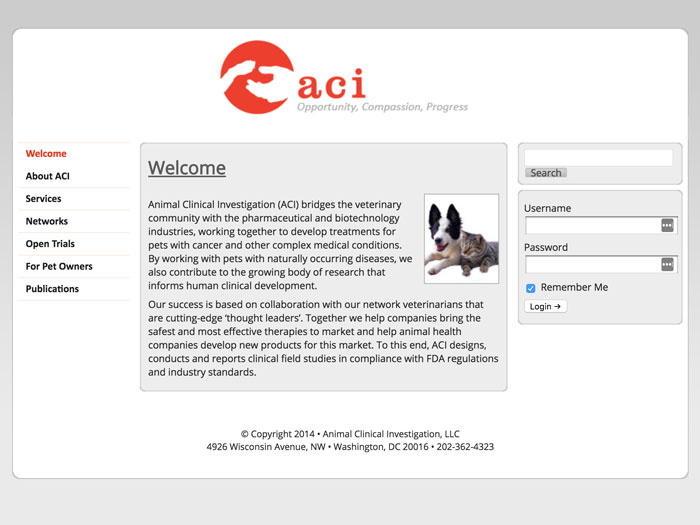 aci
Opportunity, Compassion, Progress
Welcome
About ACI
Services
Networks
Open Trials
For Pet Owners
Publications
Welcome
Animal Clinical Investigation (ACI) bridges the veterinary
community with the pharmaceutical and biotechnology
industries, working together to develop treatments for
pets with cancer and other complex medical conditions.
By working with pets with naturally occurring diseases, we
also contribute to the growing body of research that
informs human clinical development.
Our success is based on collaboration with our network veterinarians that
are cutting-edge ‘thought leaders’. Together we help companies bring the
safest and most effective therapies to market and help animal health
companies develop new products for this market. To this end, ACI designs,
conducts and reports clinical field studies in compliance with FDA regulations
and industry standards.
Search
Username
Password
Remember Me
Login →
© Copyright 2014 • Animal Clinical Investigation, LLC
4926 Wisconsin Avenue, NW • Washington, DC 20016 • 202-362-4323